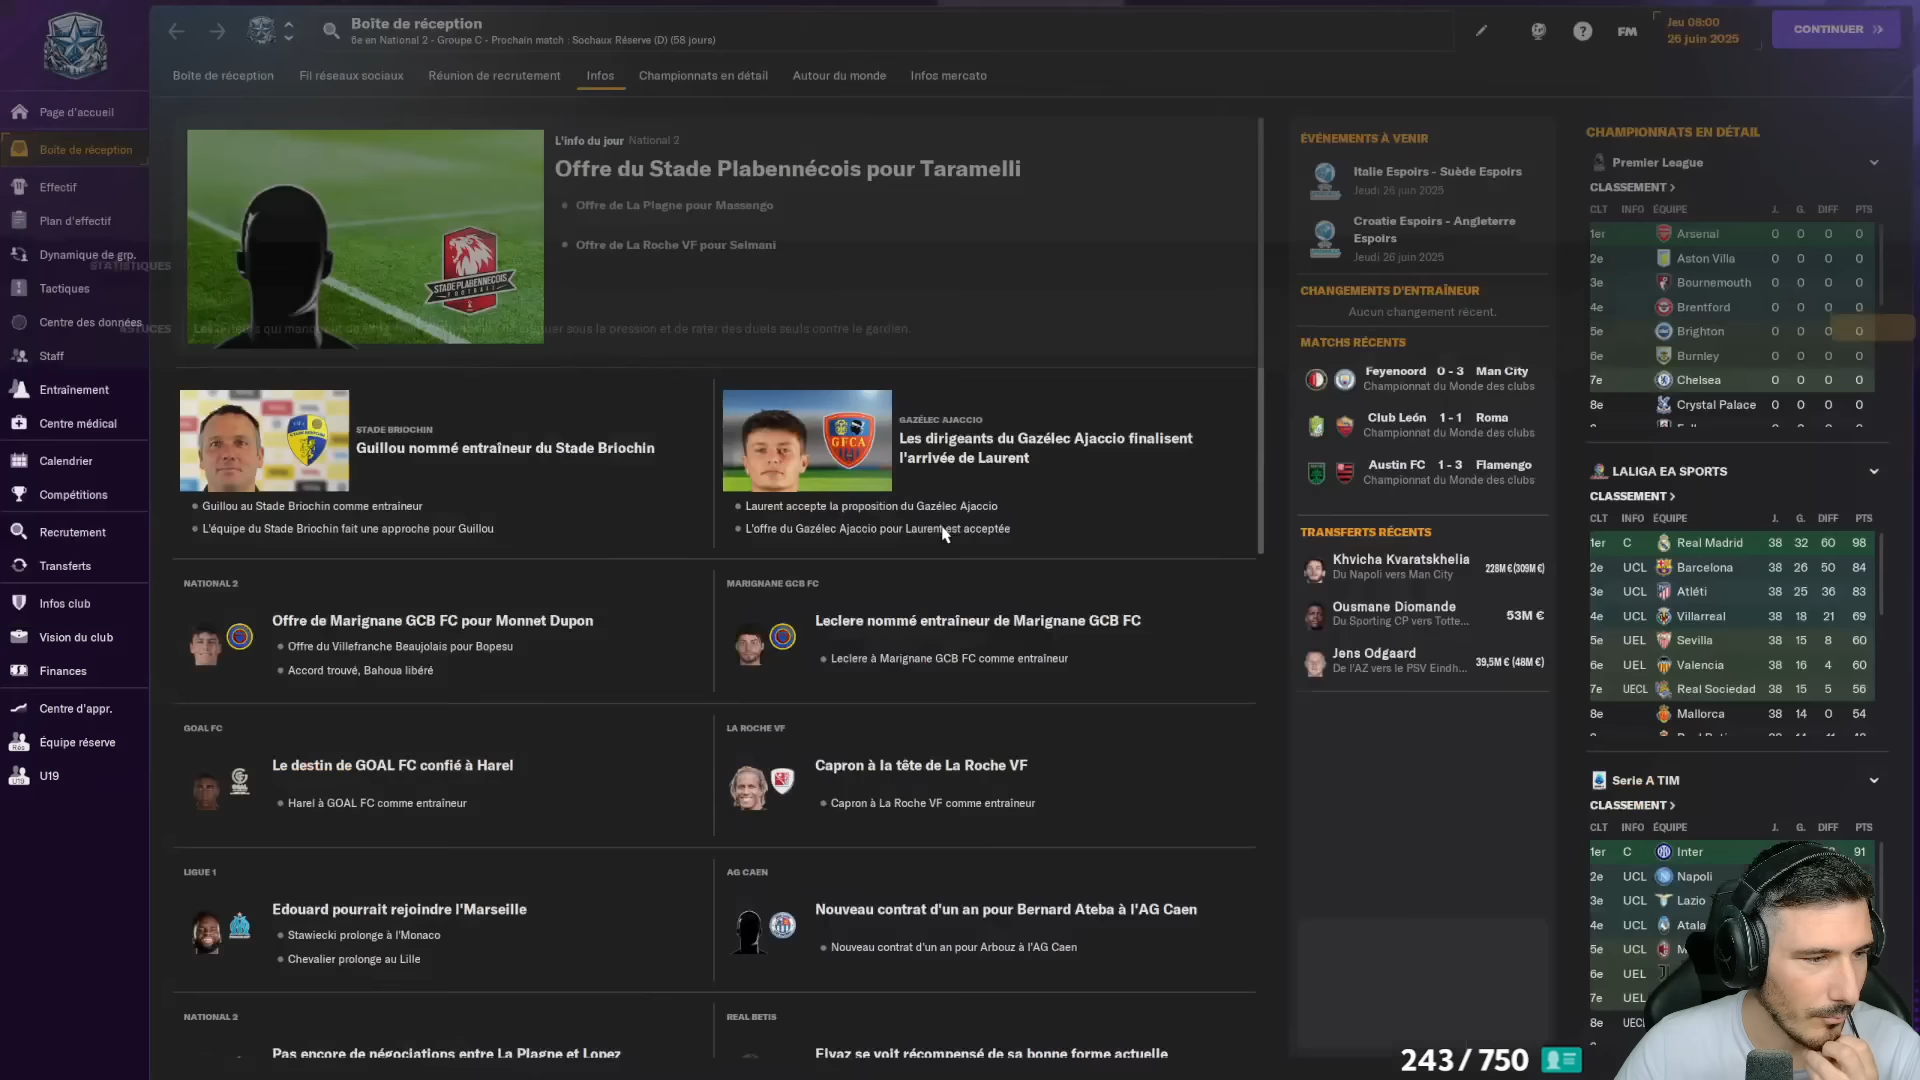 Boîte de réception
6e en National 2 - Groupe C - Prochain match : Sochaux Réserve (D) (58 jours)
FM
Jeu 08:00
26 juin 2025
CONTINUER
Boîte de réception
Fil réseaux sociaux
Réunion de recrutement
Infos
Championnats en détail
Autour du monde
Infos mercato
Page d'accueil
Boîte de réception
Effectif
Plan d'effectif
Dynamique de grp.
STATISTIQUES
Tactiques
Centre des données
Staff
Entraînement
Centre médical
Calendrier
Compétitions
Recrutement
Transferts
Infos club
Vision du club
Finances
Centre d'appr.
Équipe réserve
U19
L'info du jour National 2
Offre du Stade Plabennécois pour Taramelli
Offre de La Plagne pour Massango
Offre de La Roche VF pour Selmani
STADE PLABENNECOIS
FOOTBALL
sous la pression et de rater des duels seuls contre le gardien.
STADE BRIOCHIN
Guillou nommé entraîneur du Stade Briochin
Guillou au Stade Briochin comme entraîneur
L'équipe du Stade Briochin fait une approche pour Guillou
GAZÉLEC AJACCIO
Les dirigeants du Gazélec Ajaccio finalisent
l'arrivée de Laurent
GFCA
Laurent accepte la proposition du Gazélec Ajaccio
L'offre du Gazélec Ajaccio pour Laurent est acceptée
NATIONAL 2
Offre de Marignane GCB FC pour Monnet Dupon
Offre du Villefranche Beaujolais pour Bopesu
Accord trouvé, Bahoua libéré
MARIGNANE GCB FC
Leclere nommé entraîneur de Marignane GCB FC
Leclere à Marignane GCB FC comme entraîneur
GOAL FC
Le destin de GOAL FC confié à Harel
Harel à GOAL FC comme entraîneur
LA ROCHE VF
Capron à la tête de La Roche VF
Capron à La Roche VF comme entraîneur
LIGUE 1
Edouard pourrait rejoindre l'Marseille
Stawiecki prolonge à l'Monaco
Chevalier prolonge au Lille
AG CAEN
Nouveau contrat d'un an pour Bernard Ateba à l'AG Caen
Nouveau contrat d'un an pour Arbouz à l'AG Caen
NATIONAL 2
Pas encore de négociations entre La Plagne et Lopez
REAL BETIS
Elyaz se voit récompensé de sa bonne forme actuelle
ÉVÉNEMENTS À VENIR
Italie Espoirs - Suède Espoirs
Jeudi 26 juin 2025
Croatie Espoirs - Angleterre
Espoirs
Jeudi 26 juin 2025
CHANGEMENTS D'ENTRAÎNEUR
Aucun changement récent.
MATCHS RÉCENTS
Feyenoord 0 - 3 Man City
Championnat du Monde des clubs
Club León 1 - 1 Roma
Championnat du Monde des clubs
Austin FC 1 - 3 Flamengo
Championnat du Monde des clubs
TRANSFERTS RÉCENTS
Khvicha Kvaratskhelia
Du Napoli vers Man City
228M € (309M €)
Ousmane Diomande
Du Sporting CP vers Totte...
53M €
Jens Odgaard
De l'AZ vers le PSV Eindh...
39,5M € (48M €)
CHAMPIONNATS EN DÉTAIL
Premier League
CLASSEMENT >
CLT INFO ÉQUIPE J. G. DIFF PTS
1er Arsenal 0 0 0 0
2e Aston Villa 0 0 0 0
3e Bournemouth 0 0 0 0
4e Brentford 0 0 0 0
5e Brighton 0 0 0 0
6e Burnley 0 0 0 0
7e Chelsea 0 0 0 0
8e Crystal Palace 0 0 0 0
LALIGA EA SPORTS
CLASSEMENT >
CLT INFO ÉQUIPE J. G. DIFF PTS
1er C Real Madrid 38 32 60 98
2e UCL Barcelona 38 26 50 84
3e UCL Atléti 38 25 36 83
4e UCL Villarreal 38 18 21 69
5e UEL Sevilla 38 15 8 60
6e UEL Valencia 38 16 4 60
7e UECL Real Sociedad 38 15 5 56
8e Mallorca 38 14 0 54
Serie A TIM
CLASSEMENT >
CLT INFO ÉQUIPE J. G. DIFF PTS
1er C Inter 91
2e UCL Napoli
3e UCL Lazio
4e UCL Atala
5e UCL M
6e UEL
7e UEL
8e UECL
243/750